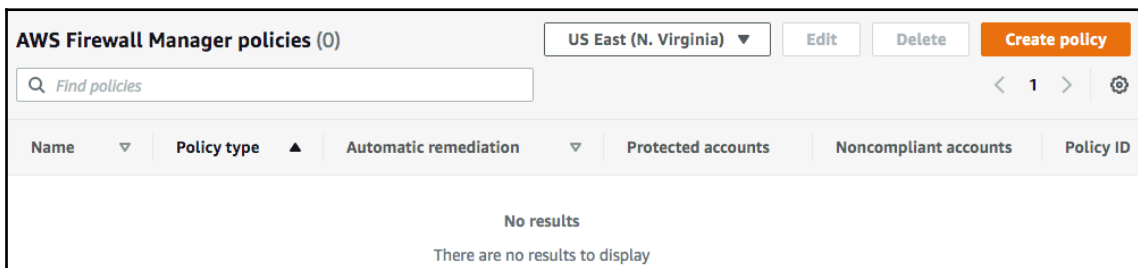 AWS Firewall Manager policies (0) US East (N. Virginia) Edit Delete Create policy
Find policies 1
Name Policy type Automatic remediation Protected accounts Noncompliant accounts Policy ID
No results
There are no results to display